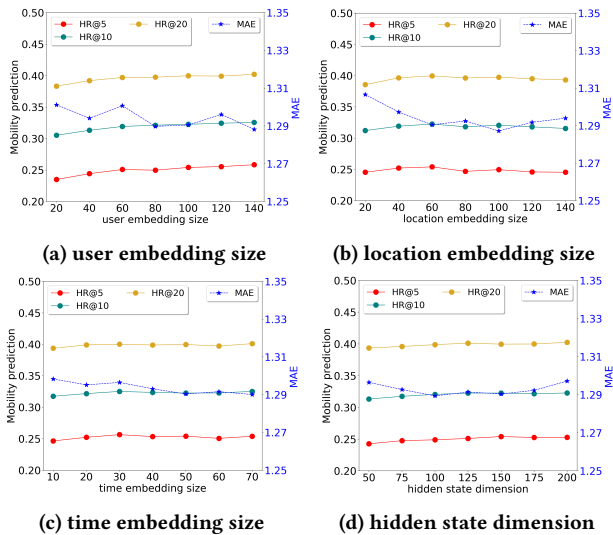 0.50 1.35
HR@5 HR@20 MAE
HR@10
0.45 1.33
0.40 1.31
0.35
0.30 1.29
0.25 1.27
0.20 1.25
Mobility prediction
MAE
20 40 60 80 100 120 140
user embedding size
(a) user embedding size
0.50 1.35
HR@5 HR@20 MAE
HR@10
0.45 1.33
0.40 1.31
0.35
0.30 1.29
0.25 1.27
0.20 1.25
Mobility prediction
MAE
20 40 60 80 100 120 140
location embedding size
(b) location embedding size
0.50 1.35
HR@5 HR@20 MAE
HR@10
0.45 1.33
0.40 1.31
0.35
0.30 1.29
0.25 1.27
0.20 1.25
Mobility prediction
MAE
10 20 30 40 50 60 70
time embedding size
(c) time embedding size
0.50 1.35
HR@5 HR@20 MAE
HR@10
0.45 1.33
0.40 1.31
0.35
0.30 1.29
0.25 1.27
0.20 1.25
Mobility prediction
MAE
50 75 100 125 150 175 200
hidden state dimension
(d) hidden state dimension